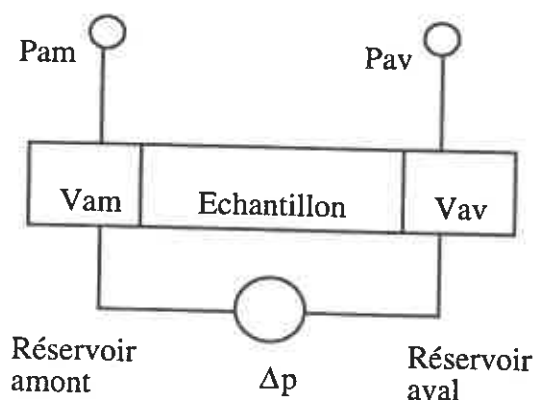 Pam
Pav
Vam
Echantillon
Vav
Réservoir
amont
Δp
Réservoir
aval